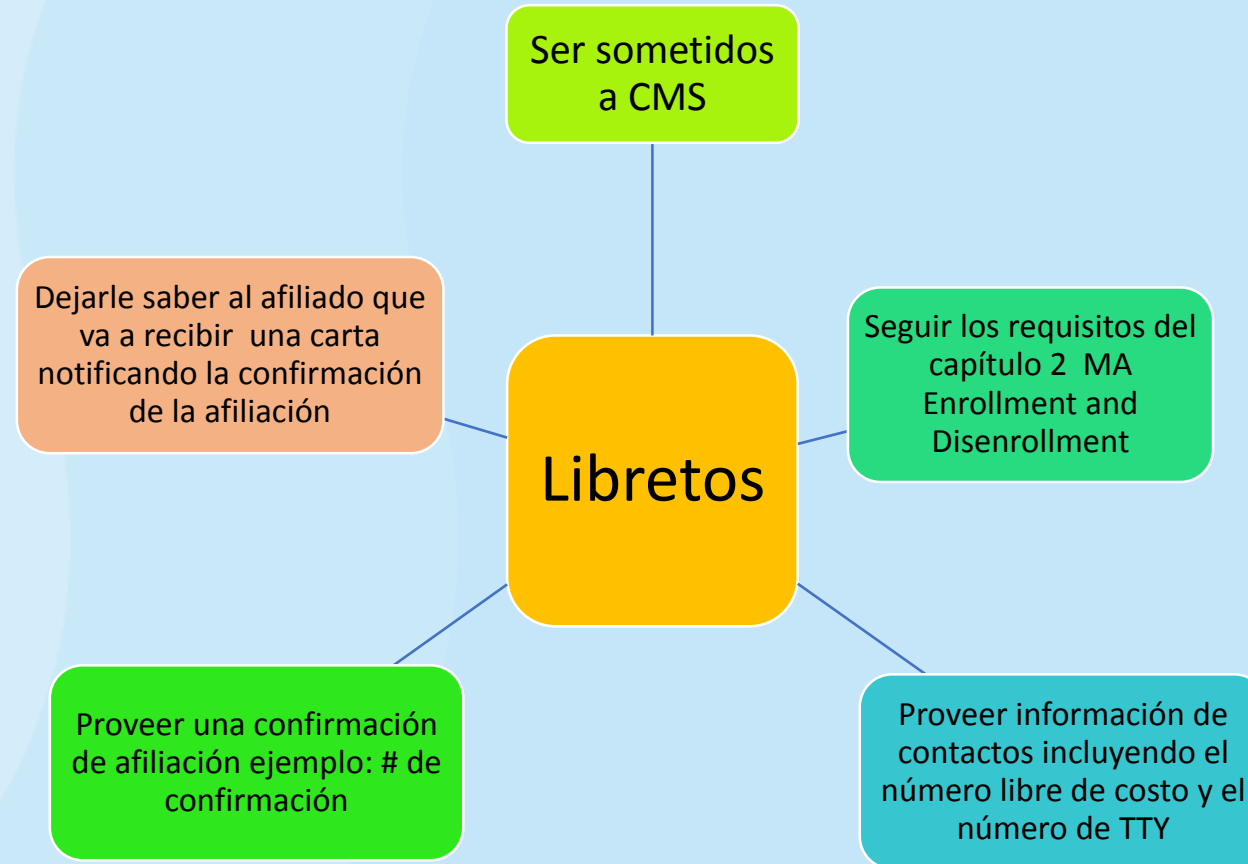 Ser sometidos
a CMS
Dejarle saber al afiliado que
va a recibir una carta
notificando la confirmación
de la afiliación
Seguir los requisitos del
capítulo 2 MA
Enrollment and
Disenrollment
Libretos
Proveer una confirmación
de afiliación ejemplo: # de
confirmación
Proveer información de
contactos incluyendo el
número libre de costo y el
número de TTY